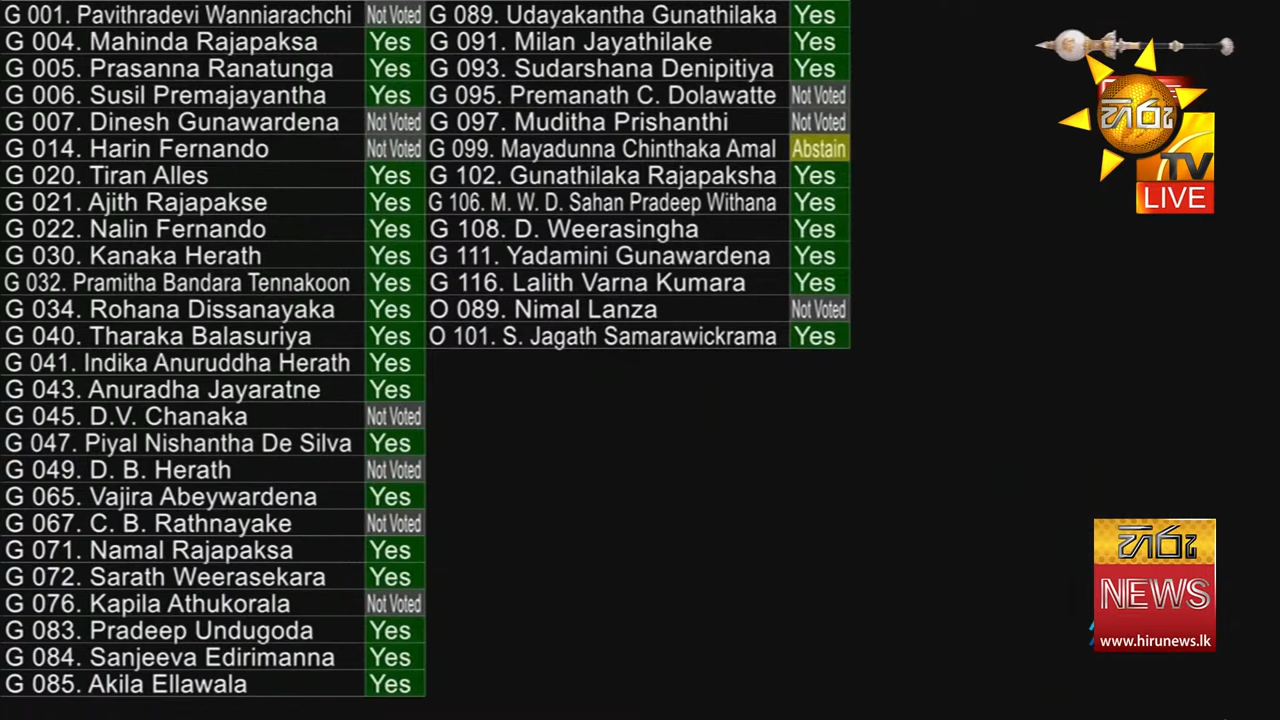 G 001. Pavithradevi Wanniarachchi Not Voted
G 004. Mahinda Rajapaksa Yes
G 005. Prasanna Ranatunga Yes
G 006. Susil Premajayantha Yes
G 007. Dinesh Gunawardena Not Voted
G 014. Harin Fernando Not Voted
G 020. Tiran Alles Yes
G 021. Ajith Rajapakse Yes
G 022. Nalin Fernando Yes
G 030. Kanaka Herath Yes
G 032. Pramitha Bandara Tennakoon Yes
G 034. Rohana Dissanayaka Yes
G 040. Tharaka Balasuriya Yes
G 041. Indika Anuruddha Herath Yes
G 043. Anuradha Jayaratne Yes
G 045. D.V. Chanaka Not Voted
G 047. Piyal Nishantha De Silva Yes
G 049. D. B. Herath Not Voted
G 065. Vajira Abeywardena Yes
G 067. C. B. Rathnayake Not Voted
G 071. Namal Rajapaksa Yes
G 072. Sarath Weerasekara Yes
G 076. Kapila Athukorala Not Voted
G 083. Pradeep Undugoda Yes
G 084. Sanjeeva Edirimanna Yes
G 085. Akila Ellawala Yes
G 089. Udayakantha Gunathilaka Yes
G 091. Milan Jayathilake Yes
G 093. Sudarshana Denipitiya Yes
G 095. Premanath C. Dolawatte Not Voted
G 097. Muditha Prishanthi Not Voted
G 099. Mayadunna Chinthaka Amal Abstain
G 102. Gunathilaka Rajapaksha Yes
G 106. M. W. D. Sahan Pradeep Withana Yes
G 108. D. Weerasingha Yes
G 111. Yadamini Gunawardena Yes
G 116. Lalith Varna Kumara Yes
O 089. Nimal Lanza Not Voted
O 101. S. Jagath Samarawickrama Yes
හිරු
TV
LIVE
හිරු
NEWS
www.hirunews.lk